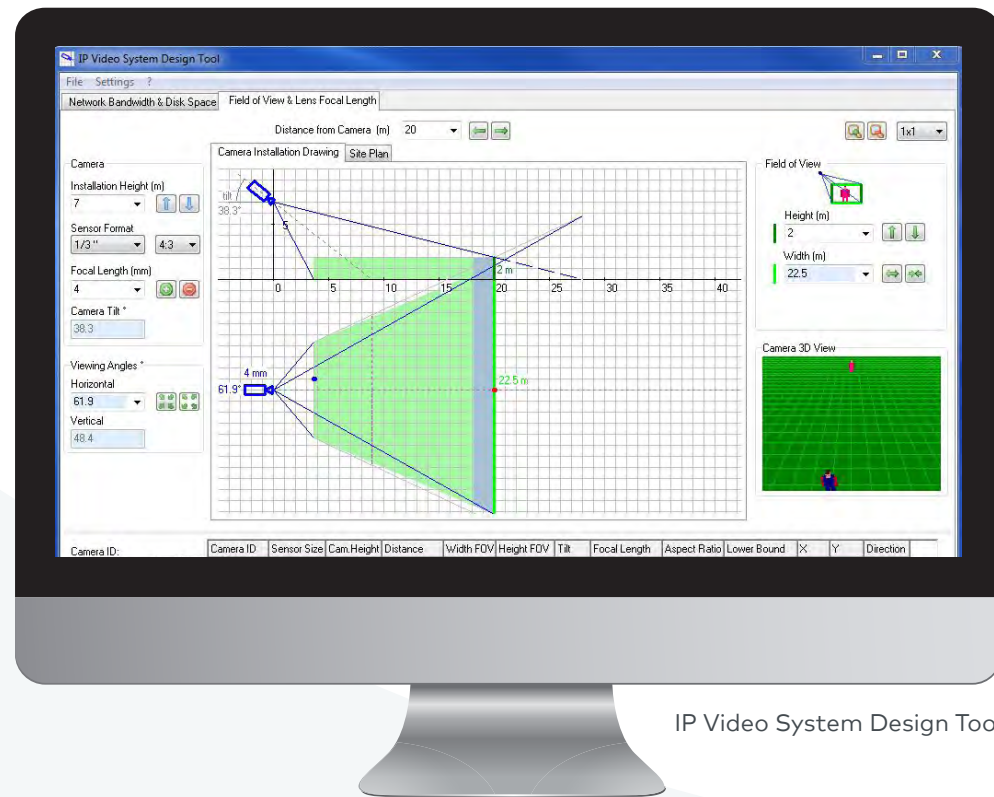 IP Video System Design Tool
File Settings ?
Network Bandwidth & Disk Space Field of View & Lens Focal Length
Distance from Camera (m) 20
1x1
Camera Installation Drawing Site Plan
Camera
Installation Height (m)
7
Sensor Format
1/3 " 4:3
Focal Length (mm)
4
Camera Tilt °
38.3
Viewing Angles °
Horizontal
61.9
Vertical
48.4
tilt /
38.3°
5
2 m
0 5 10 15 20 25 30 35 40
4 mm
61.9°
22.5 m
Field of View
Height (m)
2
Width (m)
22.5
Camera 3D View
Camera ID:
Camera ID Sensor Size Cam.Height Distance Width FOV Height FOV Tilt Focal Length Aspect Ratio Lower Bound X Y Direction
IP Video System Design Too